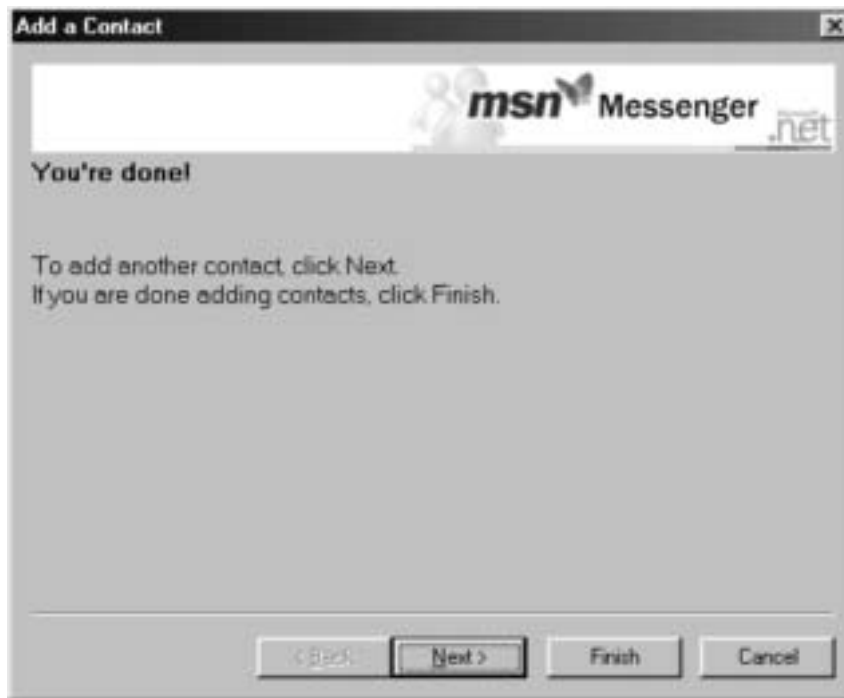 Add a Contact
msn Messenger
Microsoft
.net
You're done!
To add another contact, click Next.
If you are done adding contacts, click Finish.
< Back
Next >
Finish
Cancel